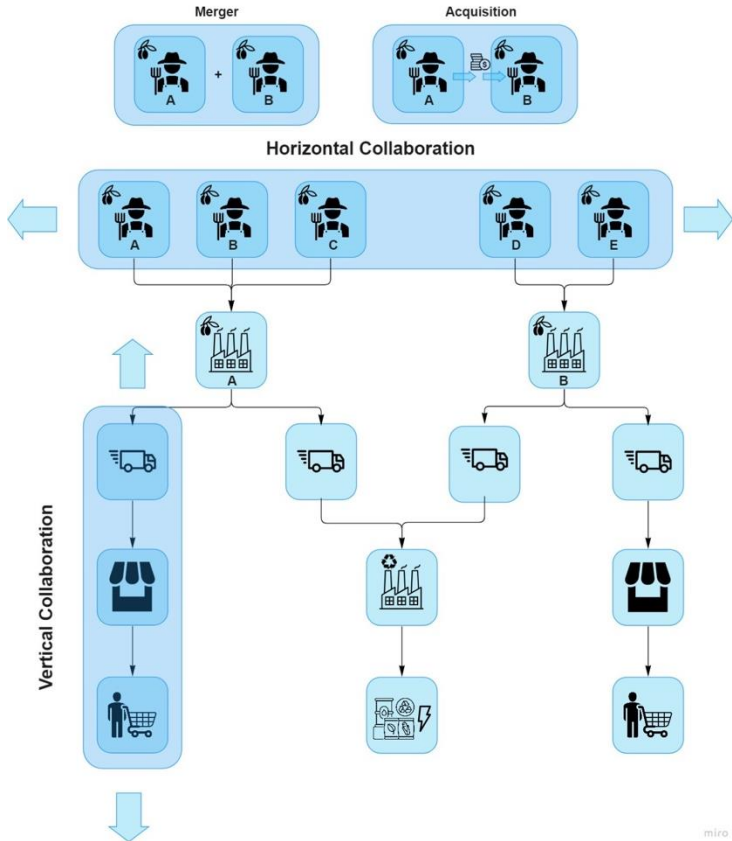 Merger
Acquisition
A
+
B
A
$
B
Horizontal Collaboration
A
B
C
D
E
A
B
Vertical Collaboration
miro